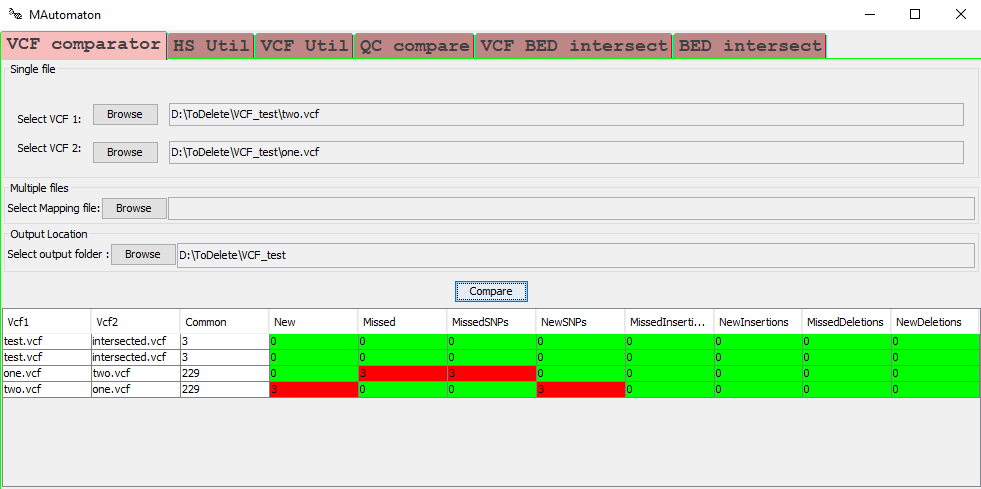 MAutomaton
VCF comparator HS Util VCF Util QC compare VCF BED intersect BED intersect
Single file
Select VCF 1: Browse D:\ToDelete\VCF_test\two.vcf
Select VCF 2: Browse D:\ToDelete\VCF_test\one.vcf
Multiple files
Select Mapping file: Browse
Output Location
Select output folder : Browse D:\ToDelete\VCF_test
Compare
Vcf1 Vcf2 Common New Missed MissedSNPs NewSNPs MissedInserti... NewInsertions MissedDeletions NewDeletions
test.vcf intersected.vcf 3 0 0 0 0 0 0 0 0
test.vcf intersected.vcf 3 0 0 0 0 0 0 0 0
one.vcf two.vcf 229 0 3 3 0 0 0 0 0
two.vcf one.vcf 229 3 0 0 3 0 0 0 0